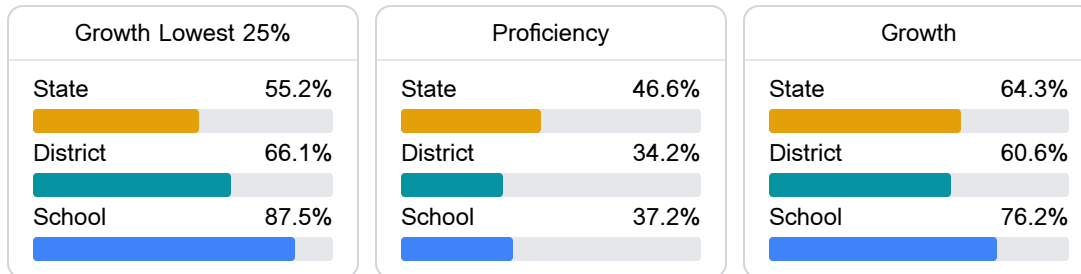 Growth Lowest 25%
State 55.2%
District 66.1%
School 87.5%
Proficiency
State 46.6%
District 34.2%
School 37.2%
Growth
State 64.3%
District 60.6%
School 76.2%